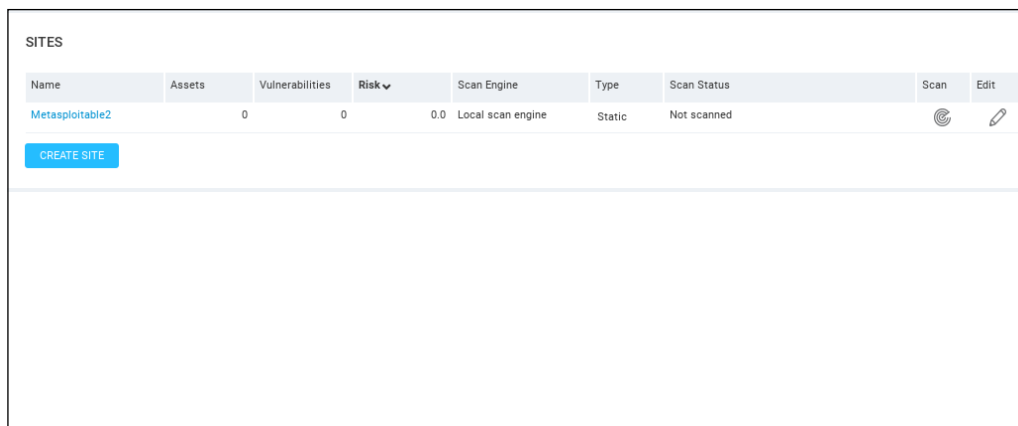 SITES
Name Assets Vulnerabilities Risk Scan Engine Type Scan Status Scan Edit
Metasploitable2 0 0 0.0 Local scan engine Static Not scanned
CREATE SITE